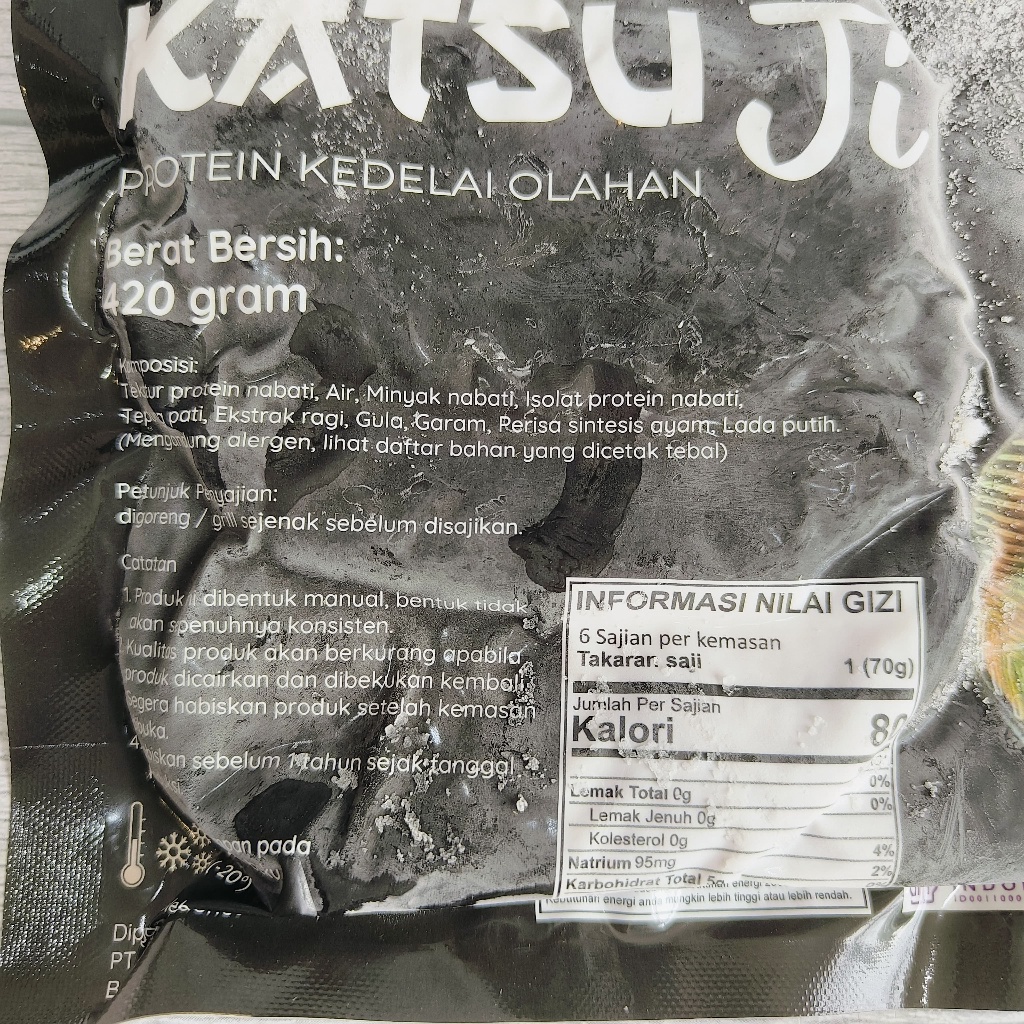 KATSU Ji
PROTEIN KEDELAI OLAHAN
Berat Bersih:
420 gram
Komposisi:
Tekstur protein nabati, Air, Minyak nabati, Isolat protein nabati,
Tepung pati, Ekstrak ragi, Gula, Garam, Perisa sintesis ayam, Lada putih.
(Mengandung alergen, lihat daftar bahan yang dicetak tebal)
Petunjuk Penyajian:
digoreng / grill sejenak sebelum disajikan.
Catatan
1. Produk dibentuk manual, bentuk tidak
akan spenuhnya konsisten.
Kualitas produk akan berkurang apabila
produk dicairkan dan dibekukan kembali
segera habiskan produk setelah kemasan
buka.
4. sebelum 1 tahun sejak tanggal
pada
(-20°)
Dip
PT
B
INFORMASI NILAI GIZI
6 Sajian per kemasan
Takaran saji 1 (70g)
Jumlah Per Sajian
Kalori
Lemak Total 0g 0%
Lemak Jenuh 0g 0%
Kolesterol 0g
Natrium 95mg 4%
Karbohidrat Total 2%
Kebutuhan energi anda mungkin lebih tinggi atau lebih rendah.